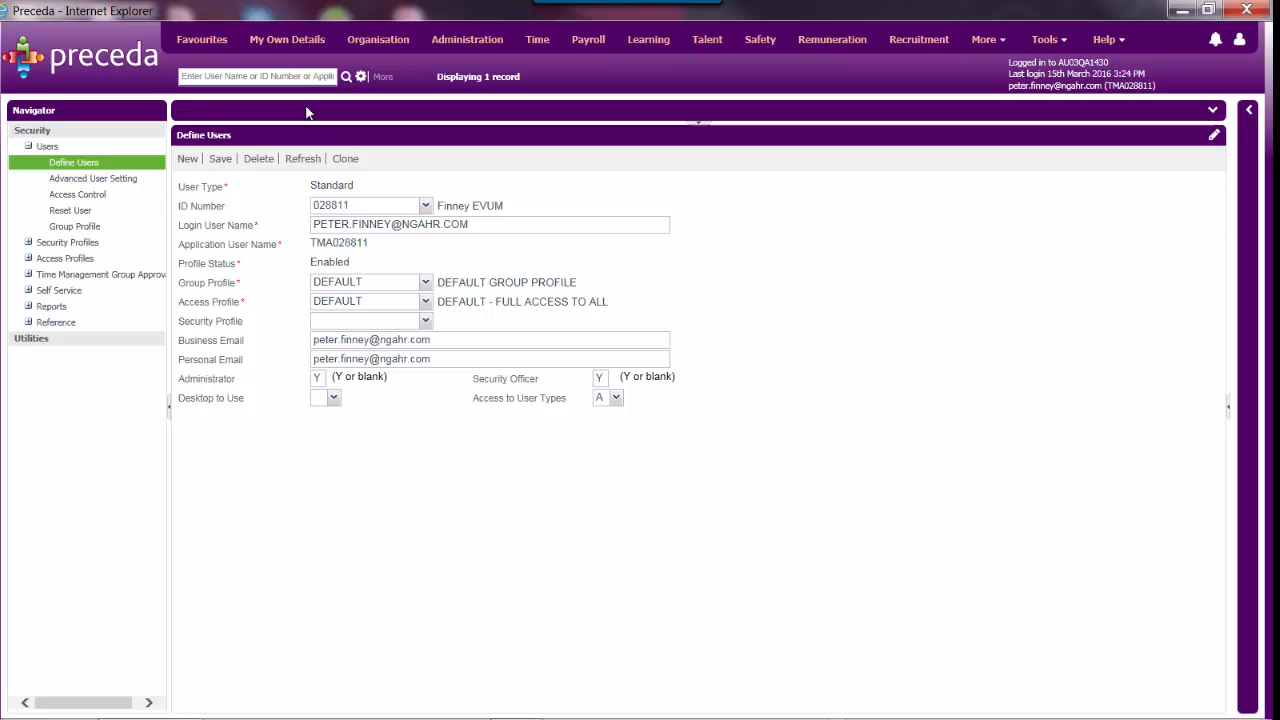 Preceda - Internet Explorer
preceda
Favourites My Own Details Organisation Administration Time Payroll Learning Talent Safety Remuneration Recruitment More Tools Help
Enter User Name or ID Number or Appli More Displaying 1 record
Logged in to AU03QA1430
Last login 15th March 2016 3:24 PM
peter.finney@ngahr.com (TMA028811)
Navigator
Security
Users
Define Users
Advanced User Setting
Access Control
Reset User
Group Profile
Security Profiles
Access Profiles
Time Management Group Approv
Self Service
Reports
Reference
Utilities
Define Users
New | Save | Delete | Refresh | Clone
User Type* Standard
ID Number 028811 Finney EVUM
Login User Name* PETER.FINNEY@NGAHR.COM
Application User Name* TMA028811
Profile Status* Enabled
Group Profile* DEFAULT DEFAULT GROUP PROFILE
Access Profile* DEFAULT DEFAULT - FULL ACCESS TO ALL
Security Profile
Business Email peter.finney@ngahr.com
Personal Email peter.finney@ngahr.com
Administrator Y (Y or blank) Security Officer Y (Y or blank)
Desktop to Use Access to User Types A